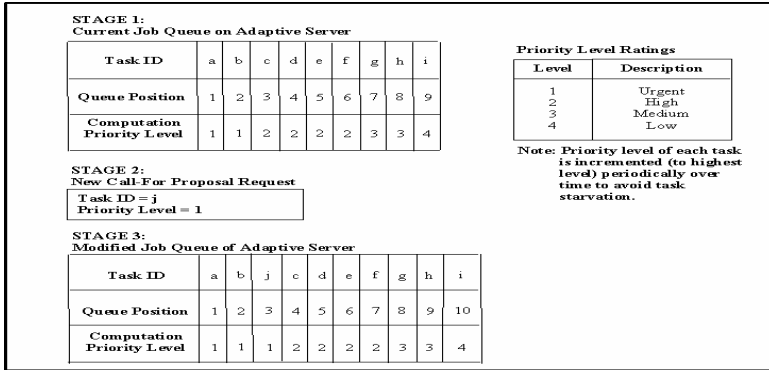 STAGE 1:
Current Job Queue on Adaptive Server
Task ID a b c d e f g h i
Queue Position 1 2 3 4 5 6 7 8 9
Computation
Priority Level 1 1 2 2 2 2 3 3 4
STAGE 2:
New Call-For Proposal Request
Task ID = j
Priority Level = 1
STAGE 3:
Modified Job Queue of Adaptive Server
Task ID a b j c d e f g h i
Queue Position 1 2 3 4 5 6 7 8 9 10
Computation
Priority Level 1 1 1 2 2 2 2 3 3 4
Priority Level Ratings
Level Description
1 Urgent
2 High
3 Medium
4 Low
Note: Priority level of each task
is incremented (to highest
level) periodically over
time to avoid task
starvation.